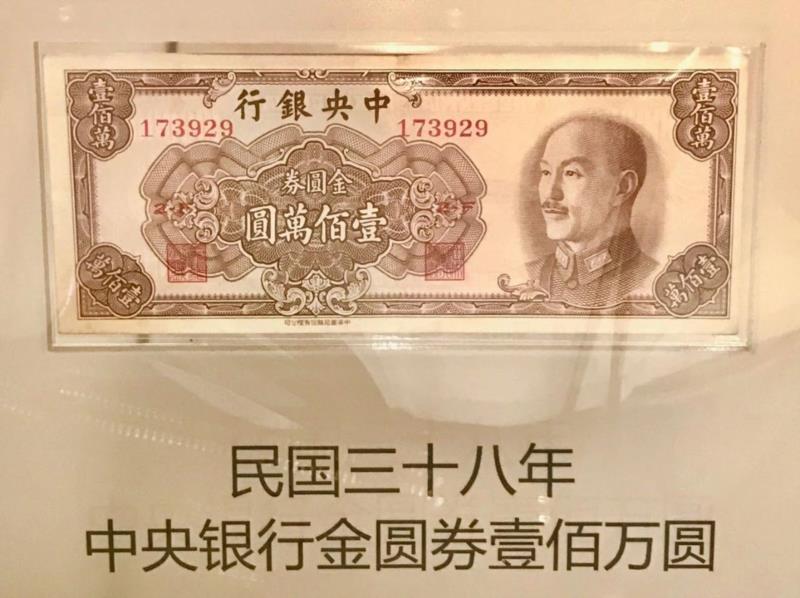 中央銀行
壹佰萬
壹佰萬
173929
173929
金圓券
壹佰萬圓
壹佰萬
壹佰萬
民国三十八年
中央银行金圆券壹佰万圆